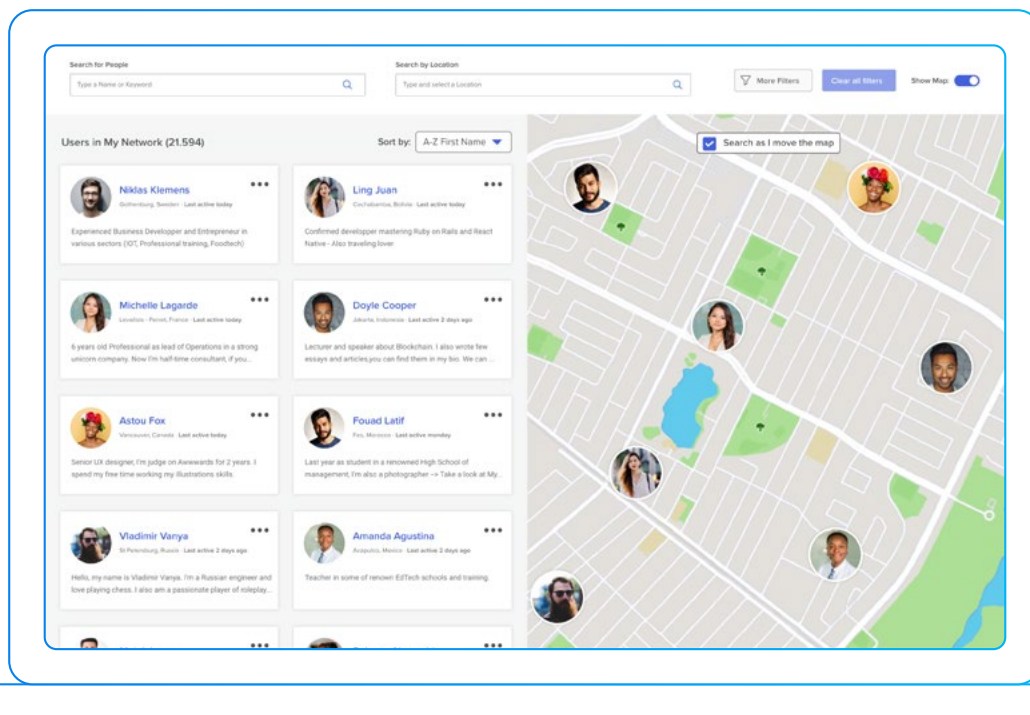 Search for People
Search by Location
Type a Name or Keyword
Type and select a Location
More Filters
Clear all filters
Show Map:
Users in My Network (21.594)
Sort by:
A-Z First Name
Search as I move the map
Niklas Klemens
Gothenburg, Sweden · Last active today
Experienced Business Developper and Entrepreneur in
various sectors (IOT, Professional training, Foodtech)
Ling Juan
Cochabamba, Bolivia · Last active today
Confirmed developper mastering Ruby on Rails and React
Native - Also traveling lover
Michelle Lagarde
Levallois - Perret, France · Last active today
6 years old Professional as lead of Operations in a strong
unicorn company. Now I'm half-time consultant, if you...
Doyle Cooper
Jakarta, Indonesia · Last active 2 days ago
Lecturer and speaker about Blockchain. I also wrote few
essays and articles,you can find them in my bio. We can ...
Astou Fox
Vancouver, Canada · Last active today
Senior UX designer, I'm judge on Awwwards for 2 years. I
spend my free time working my illustrations skills.
Fouad Latif
Fes, Morocco · Last active monday
Last year as student in a renowned High School of
management, I'm also a photographer --> Take a look at My...
Vladimir Vanya
St Petersburg, Russia · Last active 2 days ago
Hello, my name is Vladimir Vanya. I'm a Russian engineer and
love playing chess. I also am a passionate player of roleplay...
Amanda Agustina
Acapulco, Mexico · Last active 2 days ago
Teacher in some of renown EdTech schools and training.